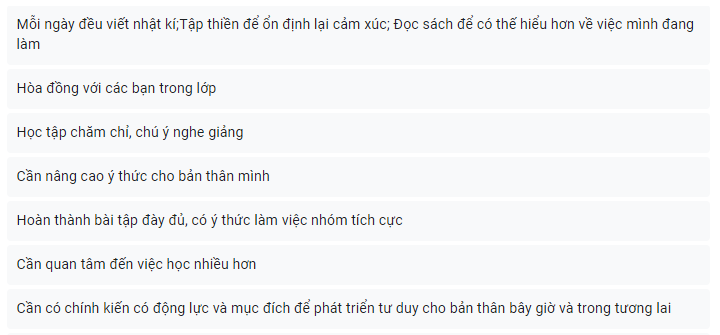 Mỗi ngày đều viết nhật kí;Tập thiền để ổn định lại cảm xúc; Đọc sách để có thế hiểu hơn về việc mình đang
làm
Hòa đồng với các bạn trong lớp
Học tập chăm chỉ, chú ý nghe giảng
Cần nâng cao ý thức cho bản thân mình
Hoàn thành bài tập đày đủ, có ý thức làm việc nhóm tích cực
Cần quan tâm đến việc học nhiều hơn
Cần có chính kiến có động lực và mục đích để phát triển tư duy cho bản thân bây giờ và trong tương lai